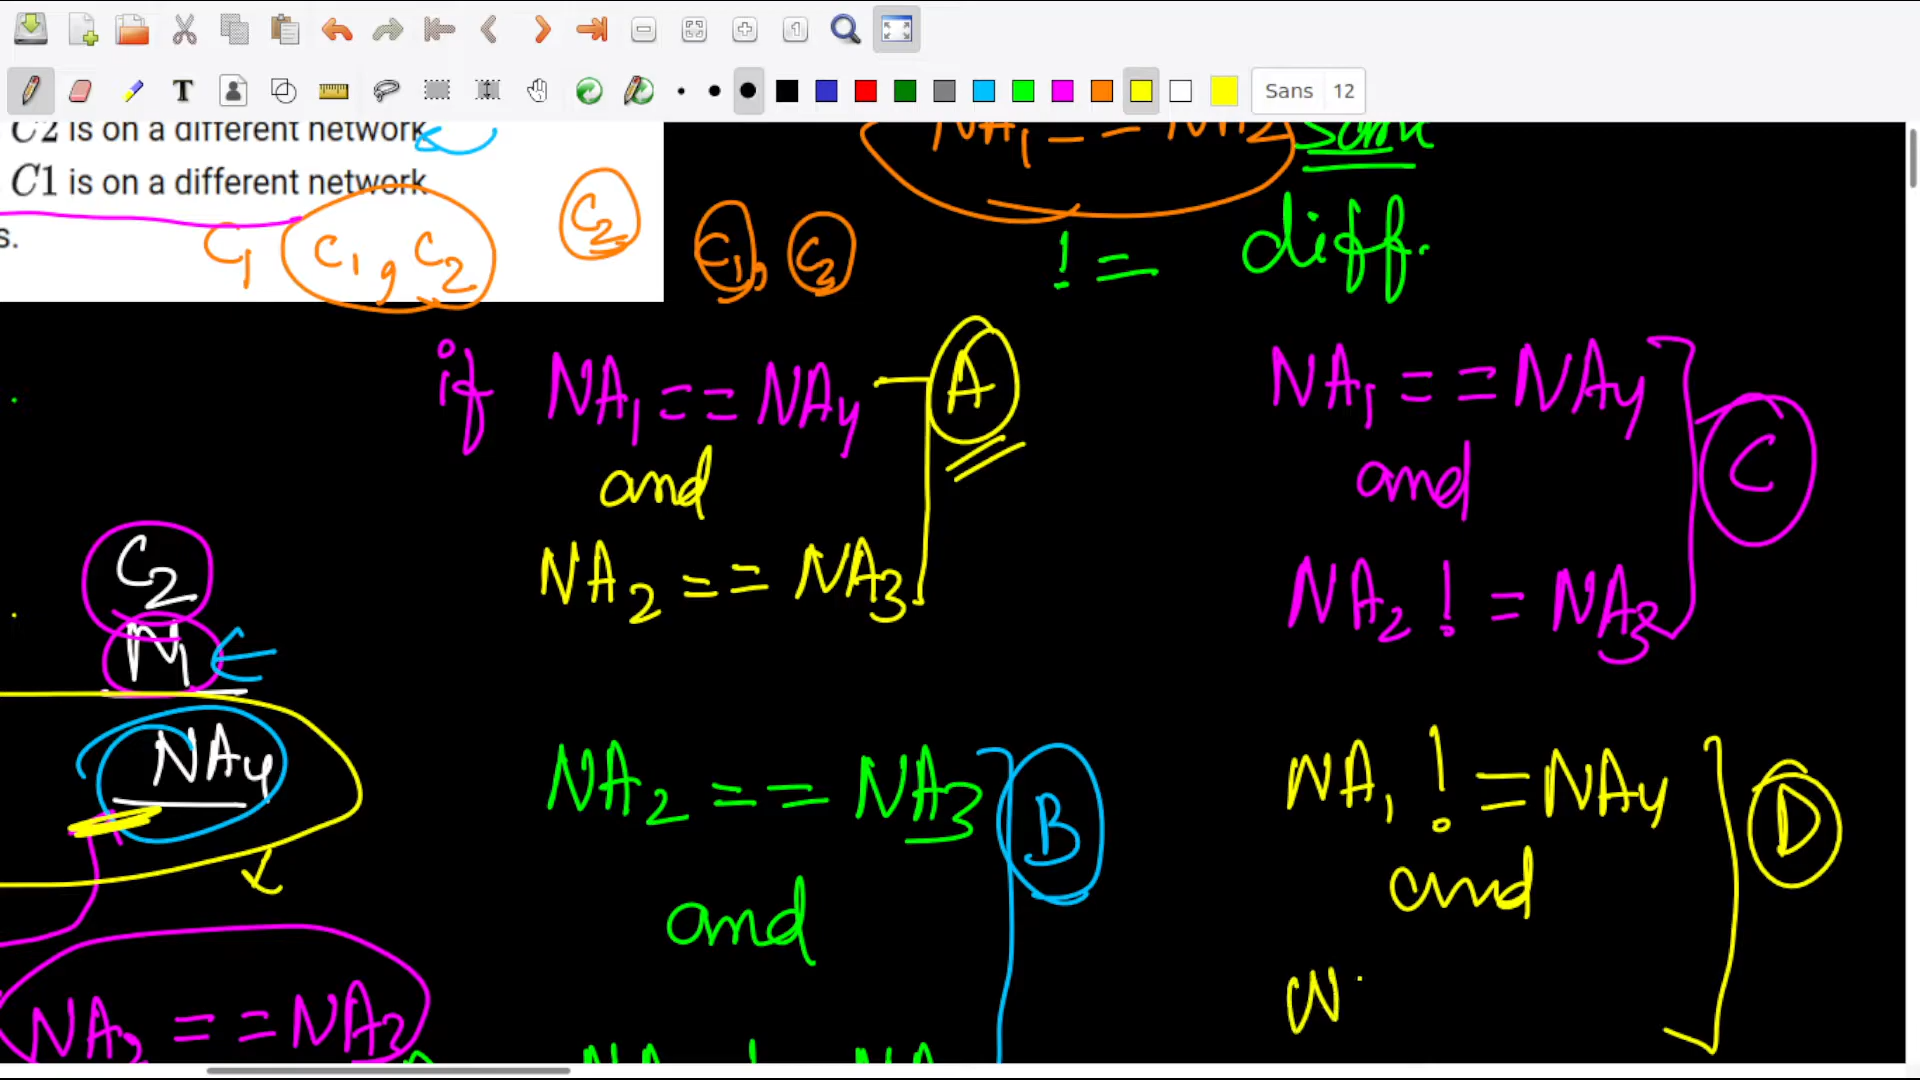 Sans 12
C2 is on a different network
C1 is on a different network
s.
NA1 == NA2 same
!= diff.
C1 C1, C2 C2 C1, C2
if NA1 == NA4 A
and
NA2 == NA3
NA1 == NA4 C
and
NA2 != NA3
C2
M
NA4
NA2 == NA3 B
and
NA1 != NA4 D
and
N
NA2 == NA3
NA !  NA